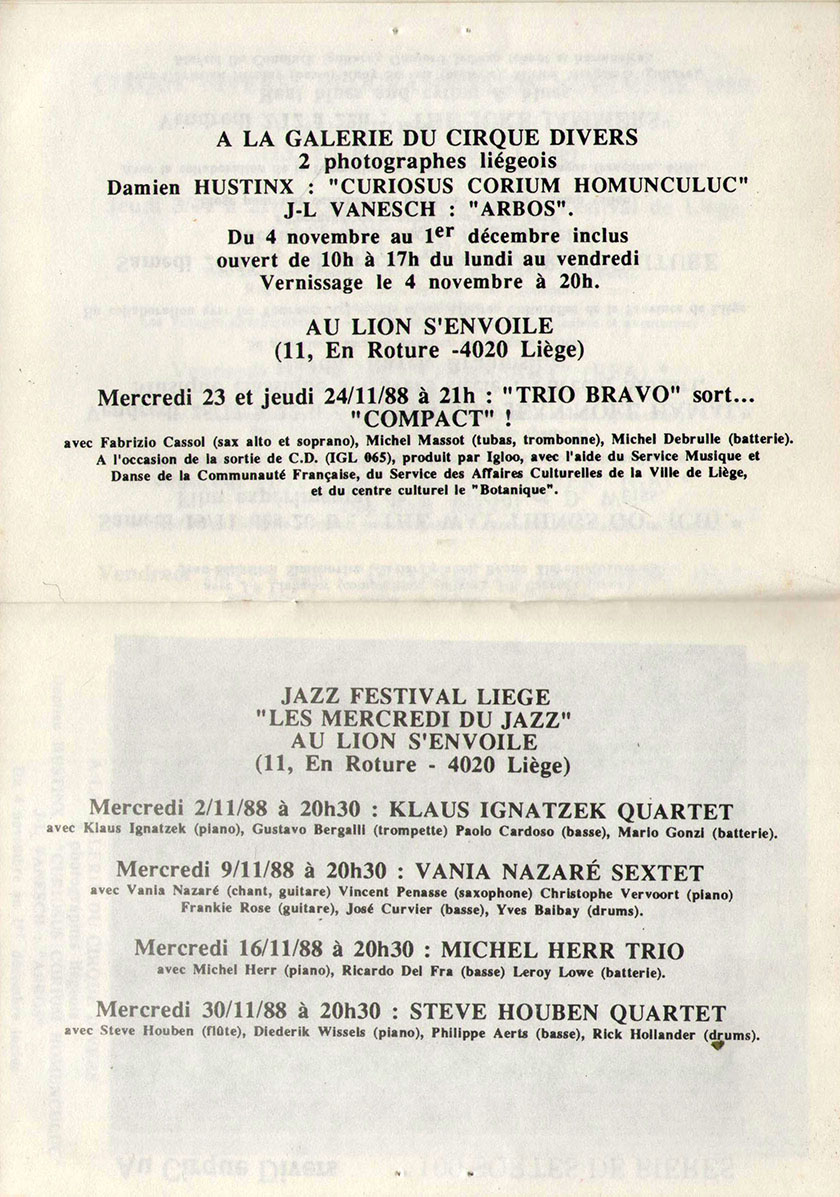 A LA GALERIE DU CIRQUE DIVERS
2 photographes liégeois
Damien HUSTINX : "CURIOSUS CORIUM HOMUNCULUC"
J-L VANESCH : "ARBOS".
Du 4 novembre au 1er décembre inclus
ouvert de 10h à 17h du lundi au vendredi
Vernissage le 4 novembre à 20h.
AU LION S'ENVOILE
(11, En Roture -4020 Liège)
Mercredi 23 et jeudi 24/11/88 à 21h : "TRIO BRAVO" sort...
"COMPACT" !
avec Fabrizio Cassol (sax alto et soprano), Michel Massot (tubas, trombonne), Michel Debrulle (batterie).
A l'occasion de la sortie de C.D. (IGL 065), produit par Igloo, avec l'aide du Service Musique et
Danse de la Communauté Française, du Service des Affaires Culturelles de la Ville de Liège,
et du centre culturel le "Botanique".
JAZZ FESTIVAL LIEGE
"LES MERCREDI DU JAZZ"
AU LION S'ENVOILE
(11, En Roture - 4020 Liège)
Mercredi 2/11/88 à 20h30 : KLAUS IGNATZEK QUARTET
avec Klaus Ignatzek (piano), Gustavo Bergalli (trompette) Paolo Cardoso (basse), Mario Gonzi (batterie).
Mercredi 9/11/88 à 20h30 : VANIA NAZARÉ SEXTET
avec Vania Nazaré (chant, guitare) Vincent Penasse (saxophone) Christophe Vervoort (piano)
Frankie Rose (guitare), José Curvier (basse), Yves Baibay (drums).
Mercredi 16/11/88 à 20h30 : MICHEL HERR TRIO
avec Michel Herr (piano), Ricardo Del Fra (basse) Leroy Lowe (batterie).
Mercredi 30/11/88 à 20h30 : STEVE HOUBEN QUARTET
avec Steve Houben (flûte), Diederik Wissels (piano), Philippe Aerts (basse), Rick Hollander (drums).